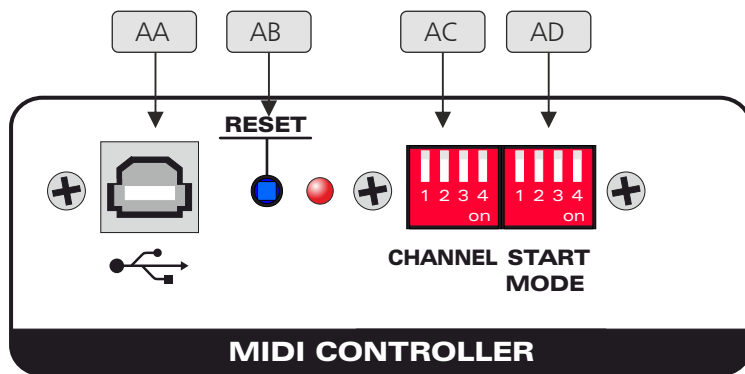 AA AB AC AD
RESET
1 2 3 4 1 2 3 4
on on
CHANNEL START
MODE
MIDI CONTROLLER